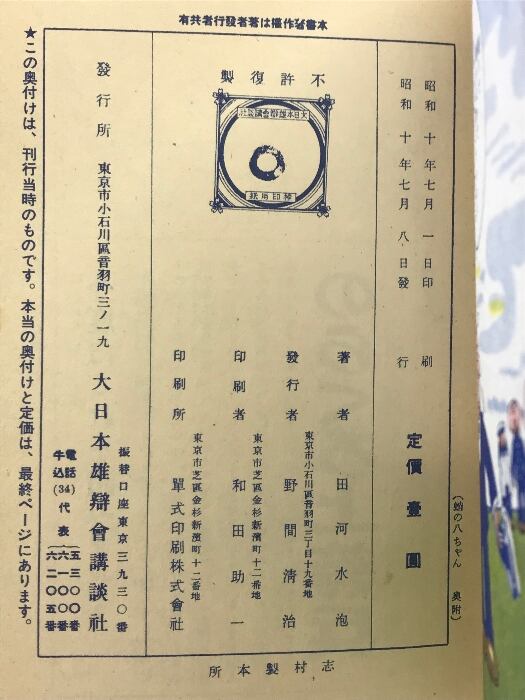 本書著作権は著者發行者共有
昭和十年七月一日印刷
昭和十年七月八日發行
定價壹圓
(蛸の八ちゃん 奥附)
不許復製
大日本雄辯會講談社
著者 田河水泡
東京市小石川區音羽町三丁目十九番地
發行者 野間清治
東京市芝區金杉新濱町十二番地
印刷者 和田助一
東京市芝區金杉新濱町十二番地
印刷所 單式印刷株式會社
發行所 東京市小石川區音羽町三ノ一九 大日本雄辯會講談社
振替口座東京三九三〇番
電話牛込(34)代表
五三〇〇番
六一〇〇番
六二〇五番
志村製本所
★この奥付けは、刊行当時のものです。本当の奥付けと定価は、最終ページにあります。